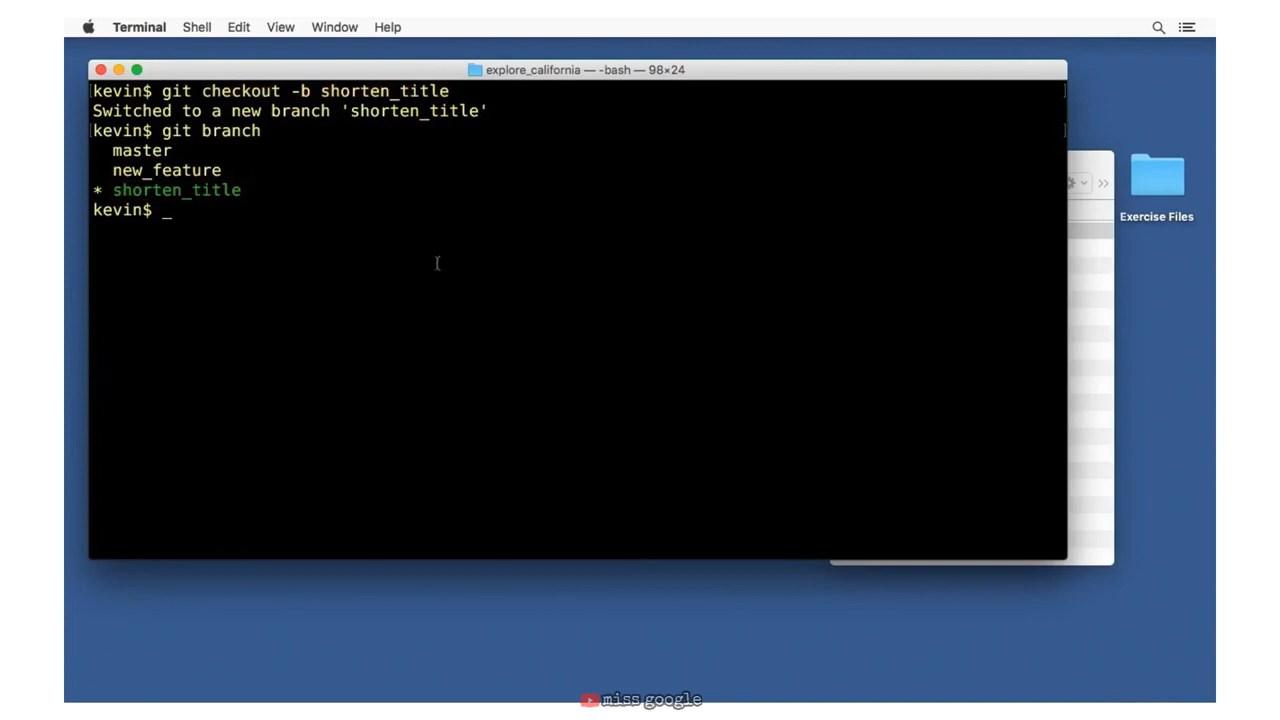 Terminal Shell Edit View Window Help
explore_california — -bash — 98×24
kevin$ git checkout -b shorten_title
Switched to a new branch 'shorten_title'
kevin$ git branch
master
new_feature
* shorten_title
kevin$ _
Exercise Files
miss google